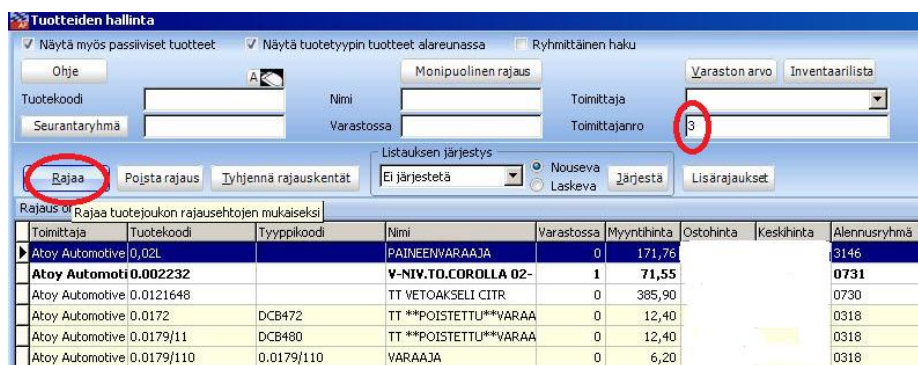 Tuotteiden hallinta
Näytä myös passiiviset tuotteet Näytä tuotetyypin tuotteet alareunassa Ryhmittäinen haku
Ohje A Monipuolinen rajaus Varaston arvo Inventaarilista
Tuotekoodi Nimi Toimittaja
Seurantaryhmä Varastossa Toimittajanro 3
Listauksen järjestys
Rajaa Poista rajaus Tyhjennä rajauskentät Ei järjestetä Nouseva Laskeva Järjestä Lisärajaukset
Rajaus Rajaa tuotejoukon rajausehtojen mukaiseksi
Toimittaja Tuotekoodi Tyyppikoodi Nimi Varastossa Myyntihinta Ostohinta Keskihinta Alennusryhmä
Atoy Automotive 0,02L PAINEENVARAAJA 0 171,76 3146
Atoy Automoti 0.002232 V-NIV.TO.COROLLA 02- 1 71,55 0731
Atoy Automotive 0.0121648 TT VETOAKSELI CITR 0 385,90 0730
Atoy Automotive 0.0172 DCB472 TT **POISTETTU**VARAA 0 12,40 0318
Atoy Automotive 0.0179/11 DCB480 TT **POISTETTU**VARAA 0 12,40 0318
Atoy Automotive 0.0179/110 0.0179/110 VARAAJA 0 6,20 0318